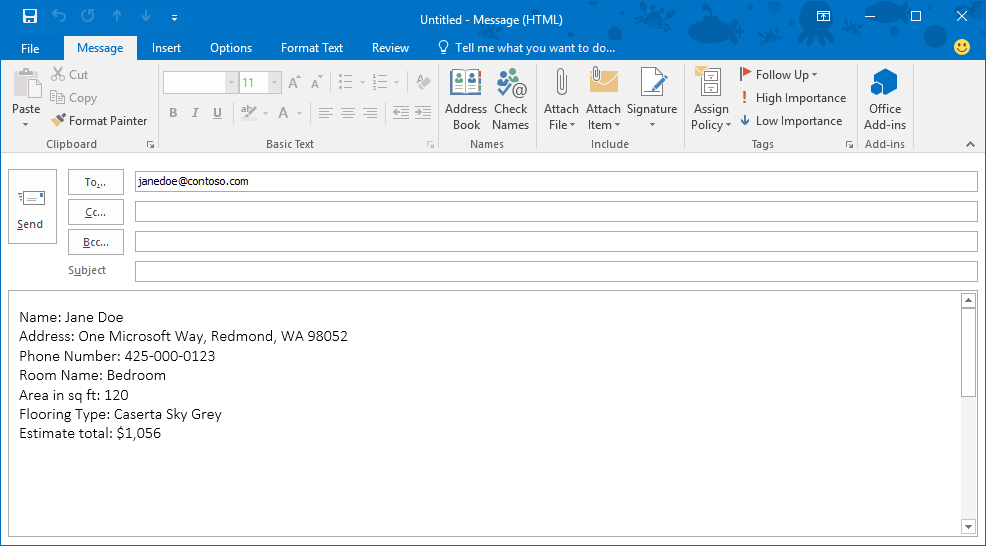 Untitled - Message (HTML)
File Message Insert Options Format Text Review Tell me what you want to do...
Paste
Cut
Copy
Format Painter
Clipboard
11
A A
B I U ab A
Basic Text
Address Book
Check Names
Names
Attach File
Attach Item
Signature
Include
Assign Policy
Follow Up
High Importance
Low Importance
Tags
Office Add-ins
Add-ins
Send
To... janedoe@contoso.com
Cc...
Bcc...
Subject
Name: Jane Doe
Address: One Microsoft Way, Redmond, WA 98052
Phone Number: 425-000-0123
Room Name: Bedroom
Area in sq ft: 120
Flooring Type: Caserta Sky Grey
Estimate total: $1,056